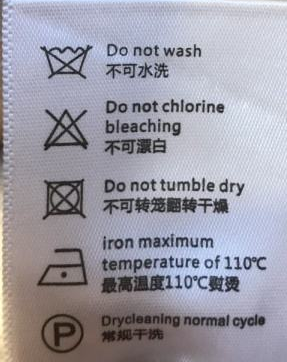 Do not wash
不可水洗
Do not chlorine
bleaching
不可漂白
Do not tumble dry
不可转笼翻转干燥
iron maximum
temperature of 110℃
最高温度110℃熨烫
P
Drycleaning normal cycle
常规干洗